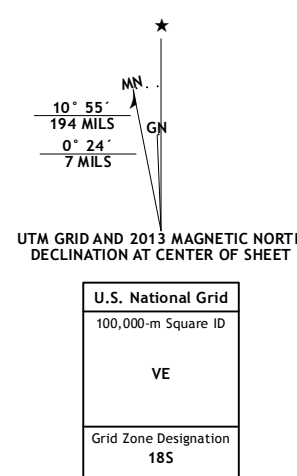 ★
MN
10° 55´
194 MILS
GN
0° 24´
7 MILS
UTM GRID AND 2013 MAGNETIC NORTH
DECLINATION AT CENTER OF SHEET
U.S. National Grid
100,000-m Square ID
VE
Grid Zone Designation
18S